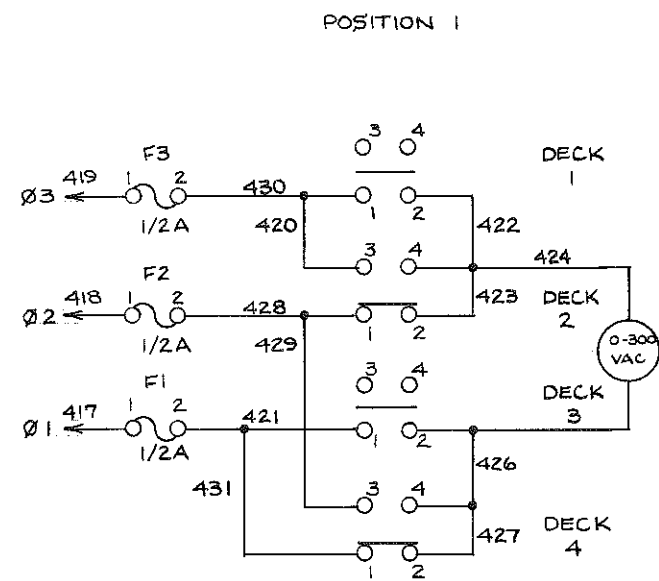 POSITION 1
3 4
F3
DECK
1
Ø3 419 1 2 430
1 2
1/2A
420
422
3 4
424
F2
423
DECK
2
Ø2 418 1 2 428
1 2
1/2A
429
0-300
VAC
3 4
F1
DECK
3
Ø1 417 1 2 421
1 2
1/2A
426
431
3 4
427
DECK
4
1 2